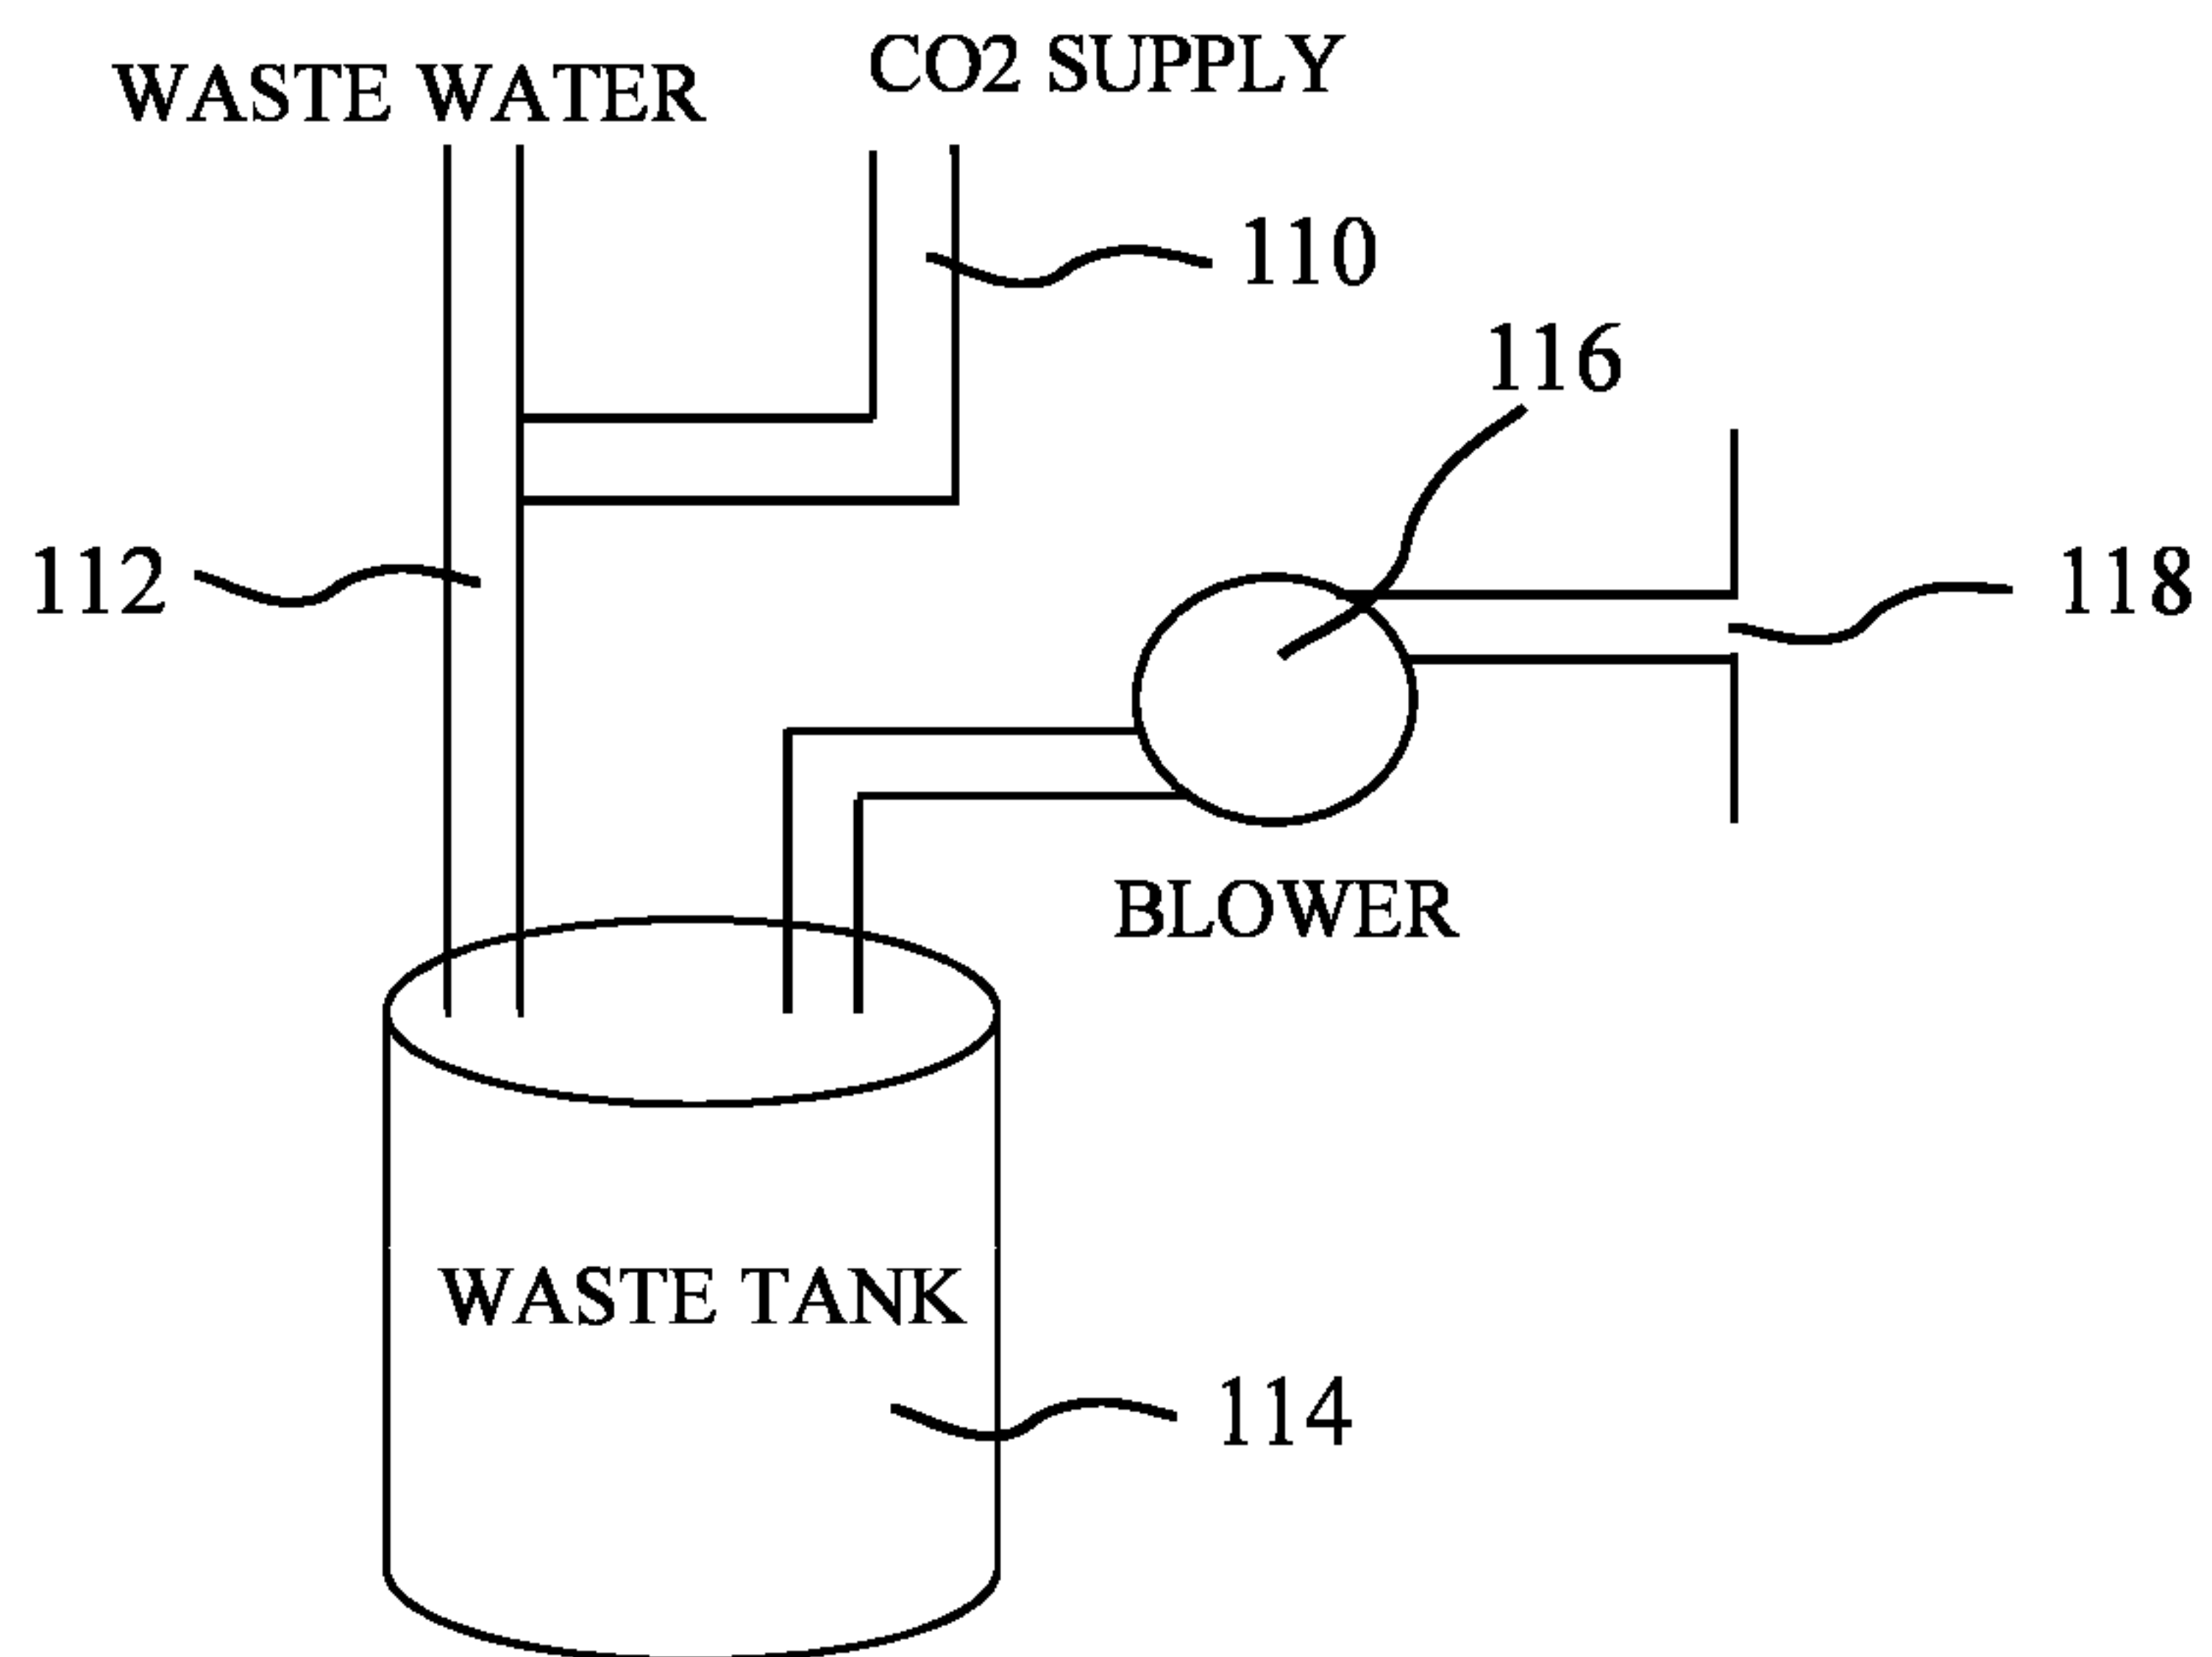 WASTE WATER
CO2 SUPPLY
110
116
112
118
BLOWER
WASTE TANK
114